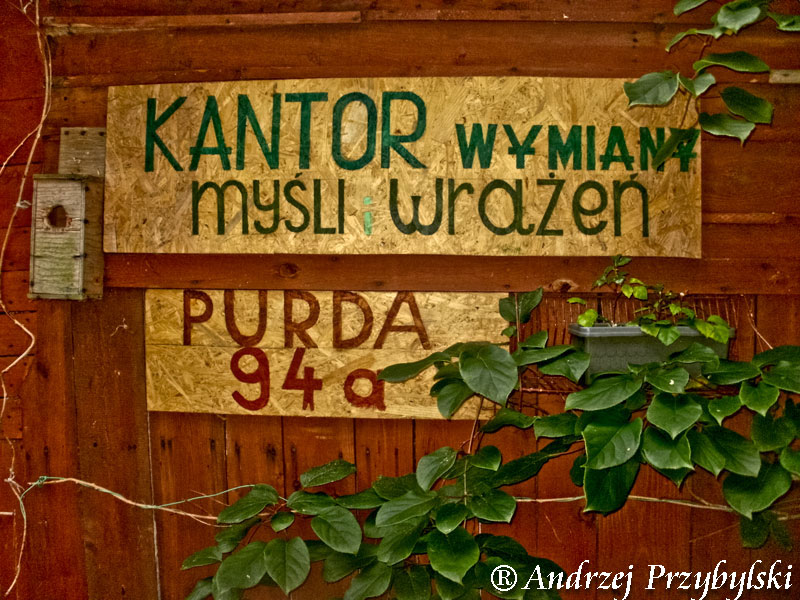 KANTOR WYMIANY
MYŚLI i WRAŻEŃ
PURDA
94a
® Andrzej Przybylski